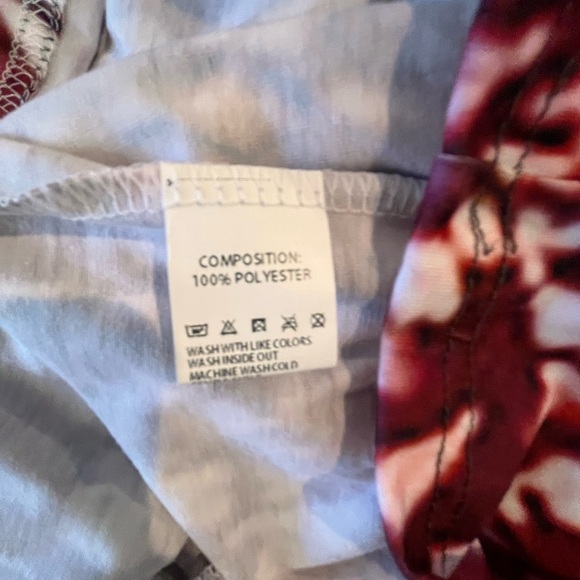 COMPOSITION:
100% POLYESTER
WASH WITH LIKE COLORS
WASH INSIDE OUT
MACHINE WASH COLD